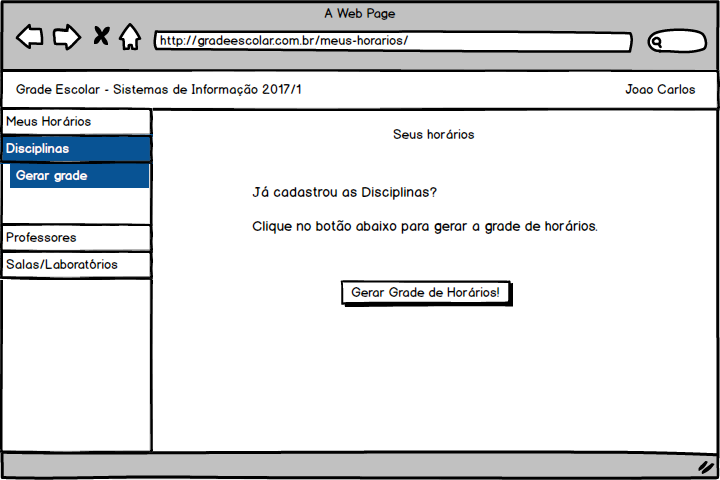 A Web Page
http://gradeescolar.com.br/meus-horarios/
Grade Escolar - Sistemas de Informação 2017/1
Joao Carlos
Meus Horários
Disciplinas
Gerar grade
Professores
Salas/Laboratórios
Seus horários
Já cadastrou as Disciplinas?
Clique no botão abaixo para gerar a grade de horários.
Gerar Grade de Horários!